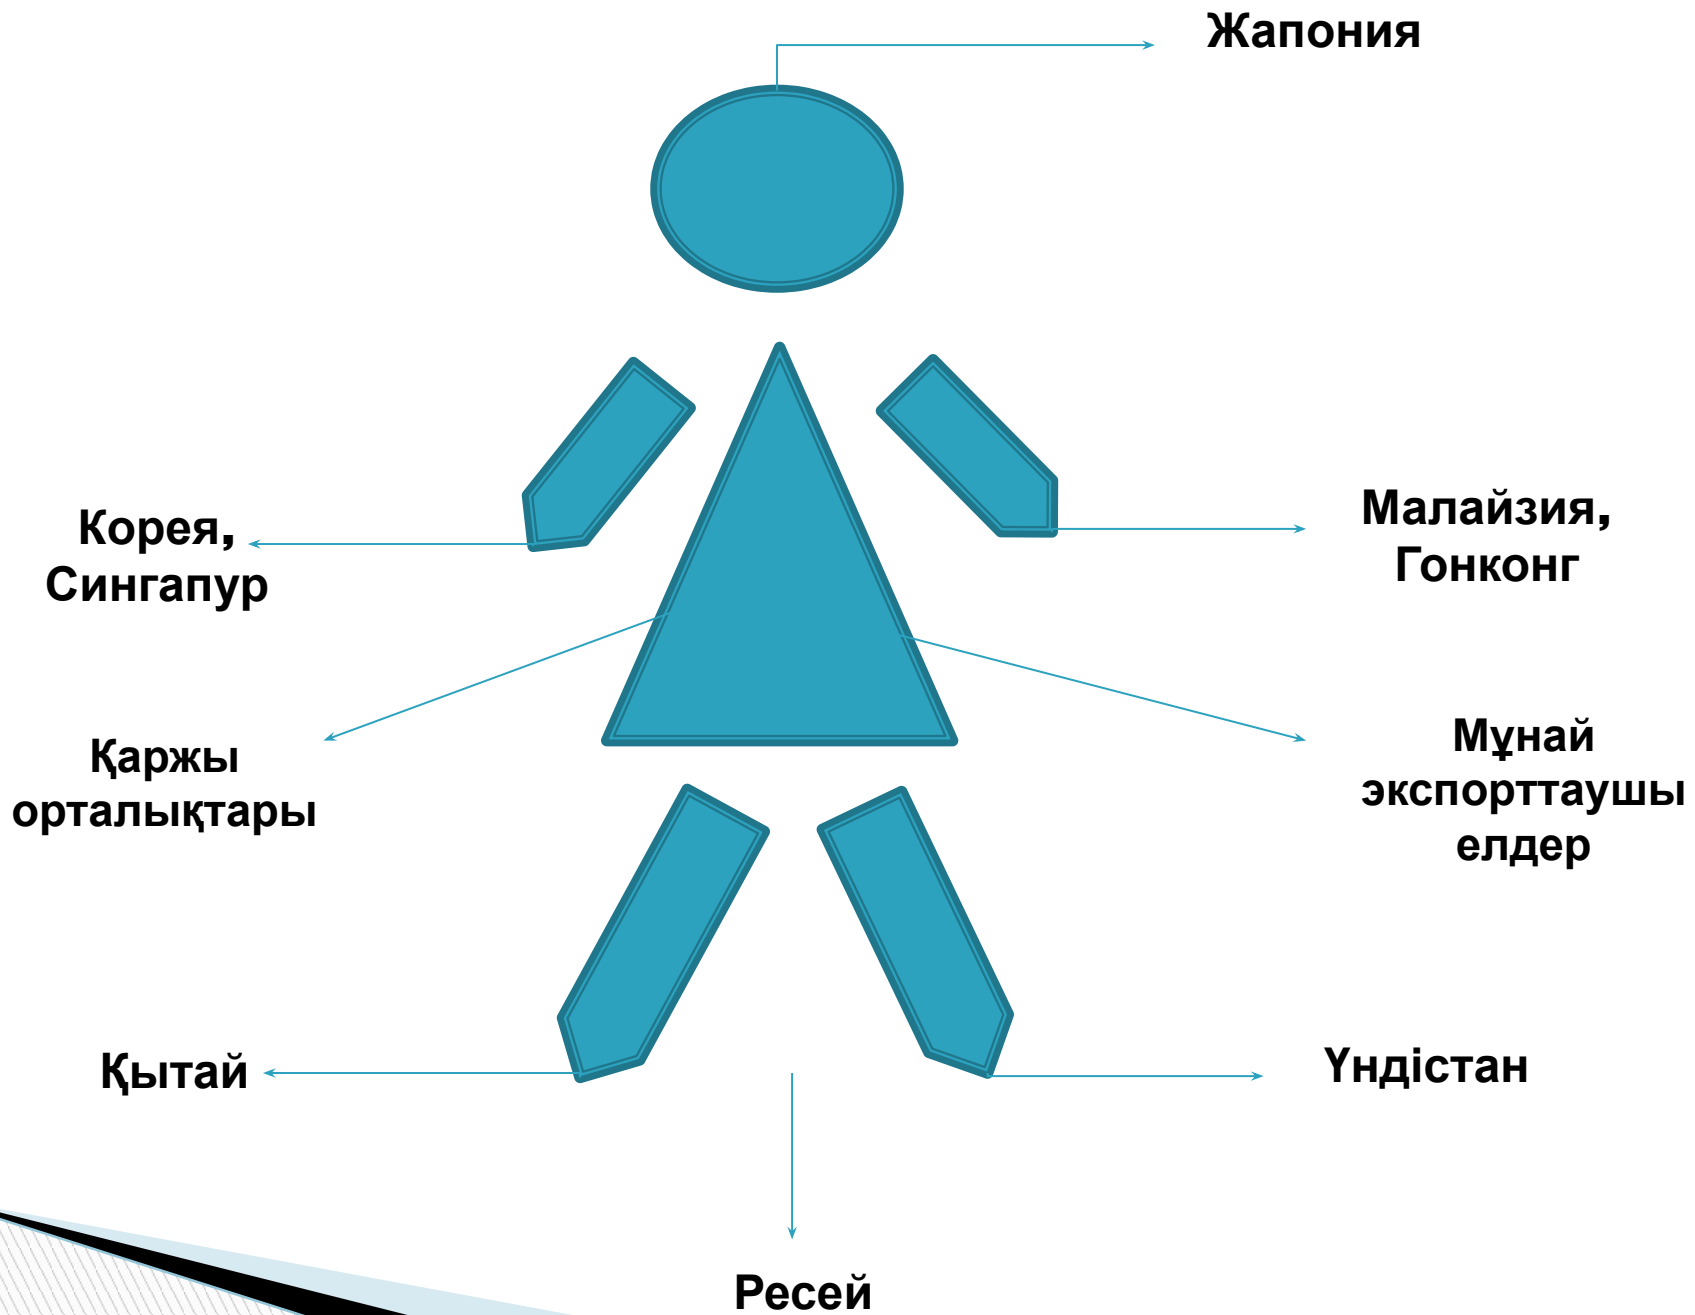 Жапония
Корея,
Сингапур
Малайзия,
Гонконг
Қаржы
орталықтары
Мұнай
экспорттаушы
елдер
Қытай
Үндістан
Ресей